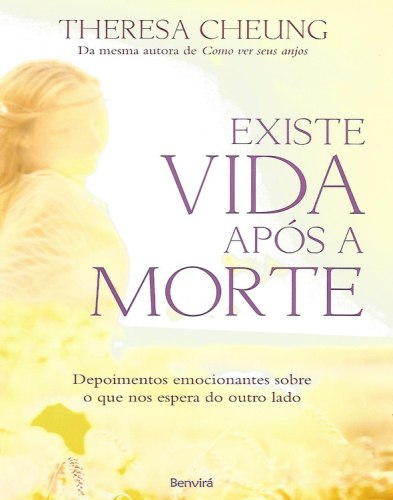 THERESA CHEUNG
Da mesma autora de Como ver seus anjos
EXISTE
VIDA
APÓS A
MORTE
Depoimentos emocionantes sobre
o que nos espera do outro lado
Benvirá